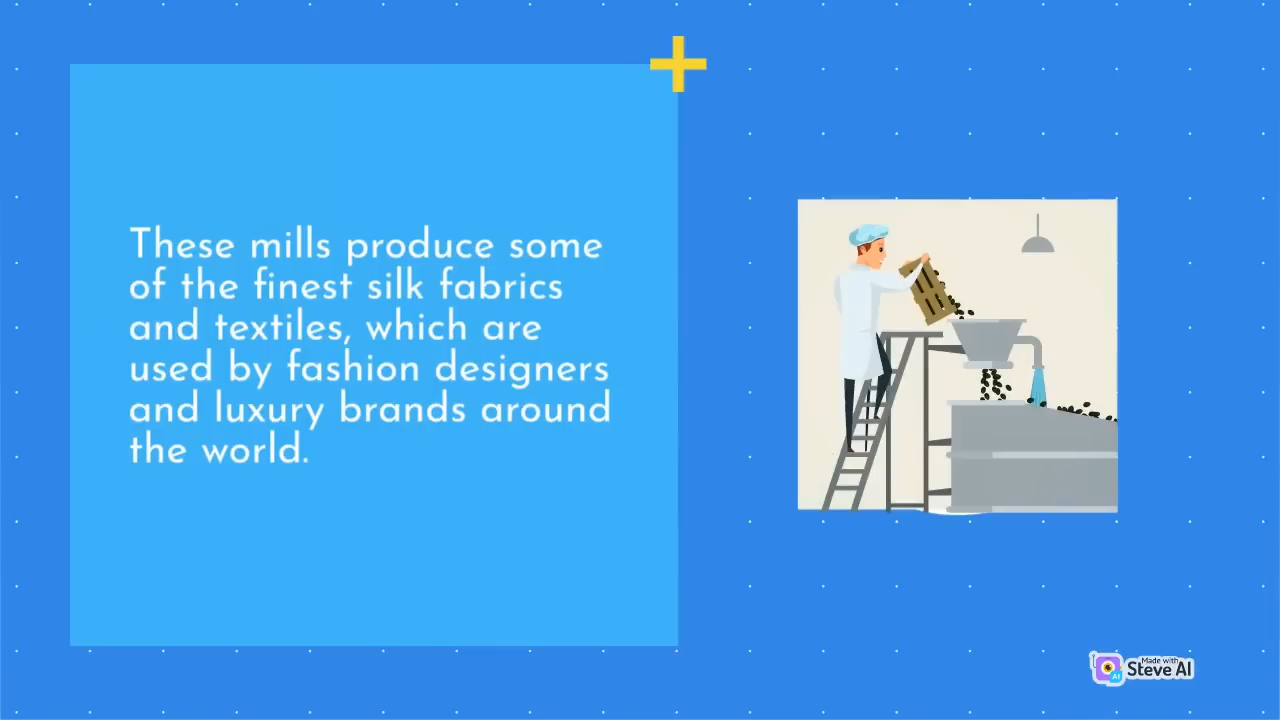 These mills produce some
of the finest silk fabrics
and textiles, which are
used by fashion designers
and luxury brands around
the world.
Made with
Steve AI
AI